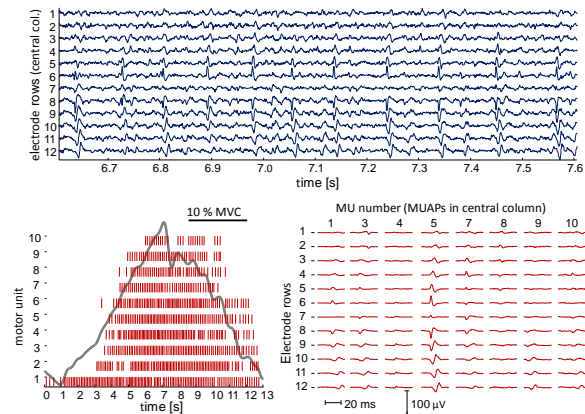 electrode rows (central col.)
1
2
3
4
5
6
7
8
9
10
11
12
6.7 6.8 6.9 7.0 7.1 7.2 7.3 7.4 7.5 7.6
time [s]
10 % MVC
motor unit
10
9
8
7
6
5
4
3
2
1
0 1 2 3 4 5 6 7 8 9 10 11 12 13
time [s]
MU number (MUAPs in central column)
1 3 4 5 7 8 9 10
Electrode rows
1
2
3
4
5
6
7
8
9
10
11
12
20 ms
100 µV